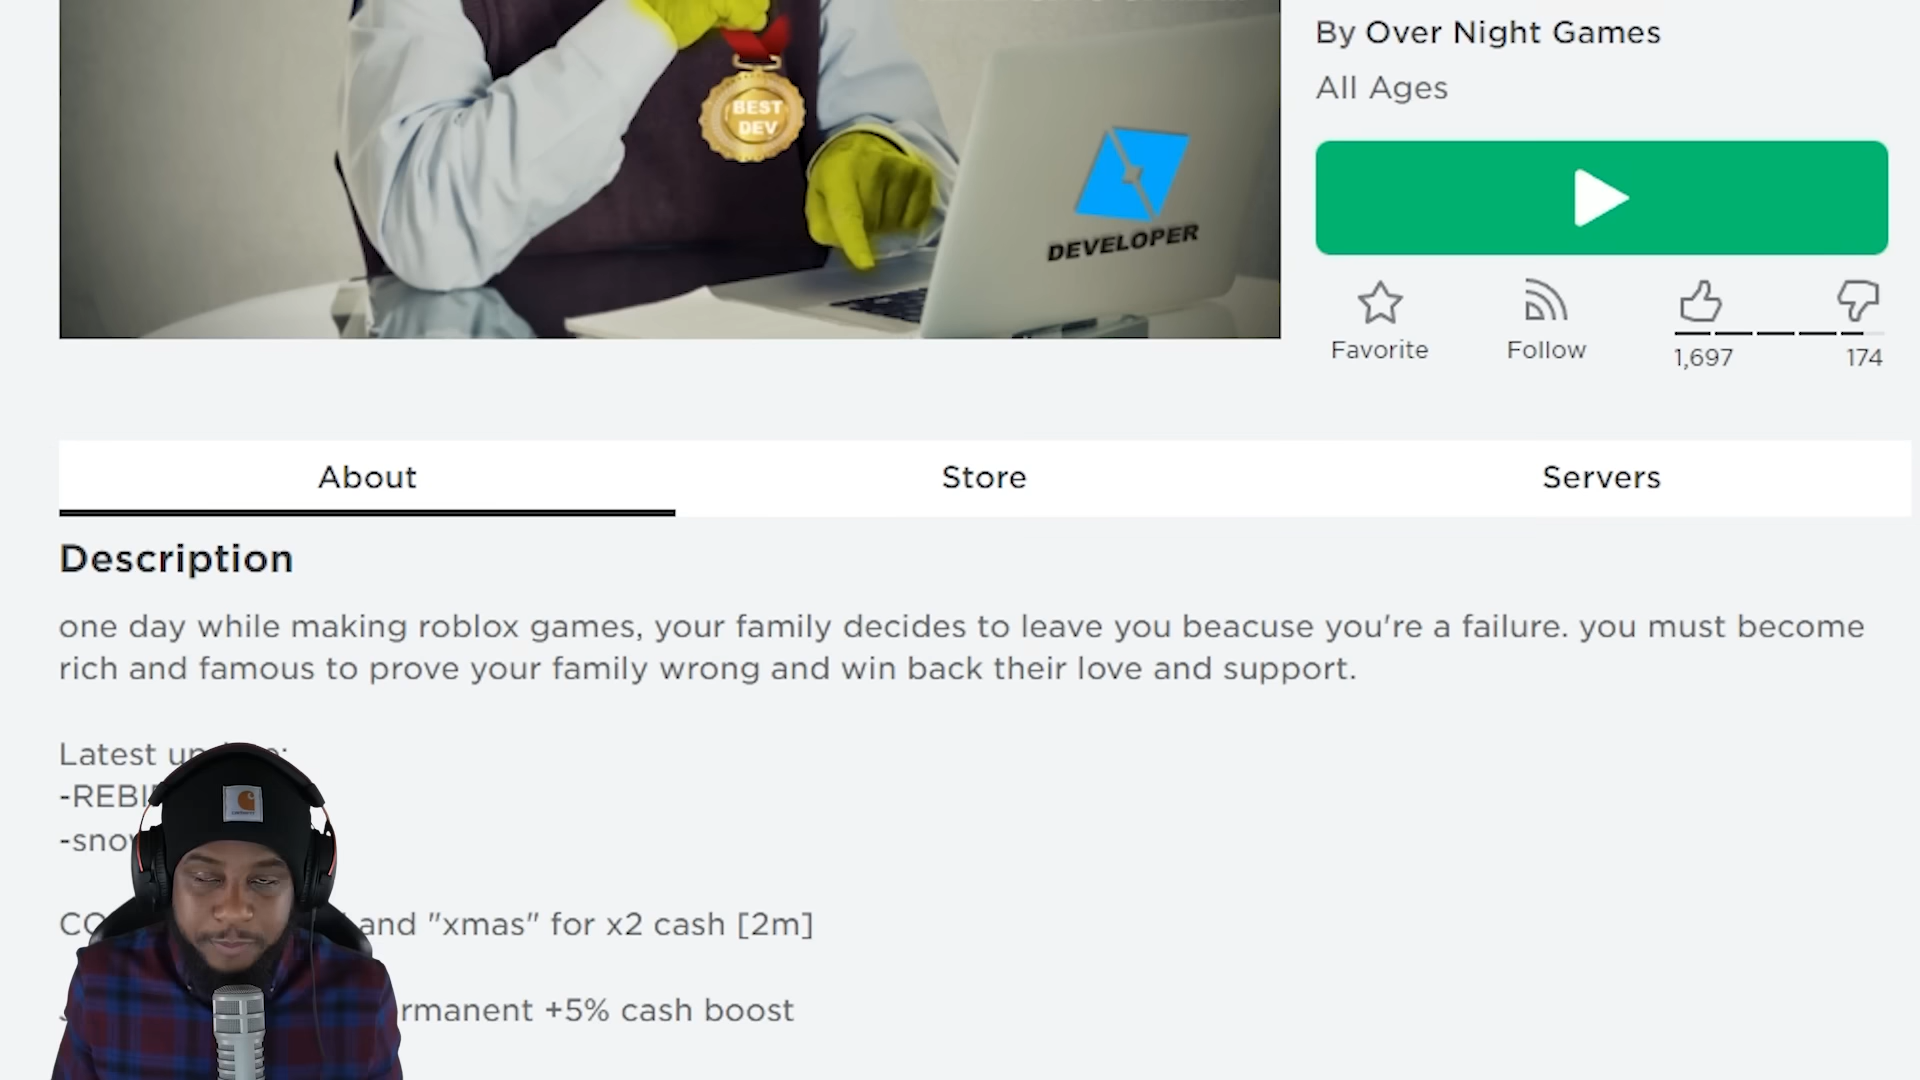 By Over Night Games
All Ages
BEST
DEV
DEVELOPER
Favorite
Follow
1,697
174
About
Store
Servers
Description
one day while making roblox games, your family decides to leave you beacuse you're a failure. you must become
rich and famous to prove your family wrong and win back their love and support.
Latest
and "xmas" for x2 cash [2m]
+5% cash boost